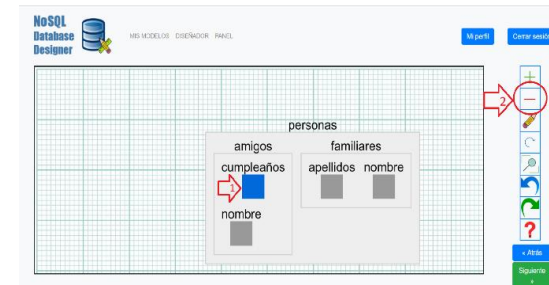 NoSQL
Database
Designer
MIS MODELOS DISEÑADOR PANEL
Mi perfil
Cerrar sesión
personas
amigos
familiares
cumpleaños
apellidos nombre
1
2
nombre
?
« Atrás
Siguiente
»